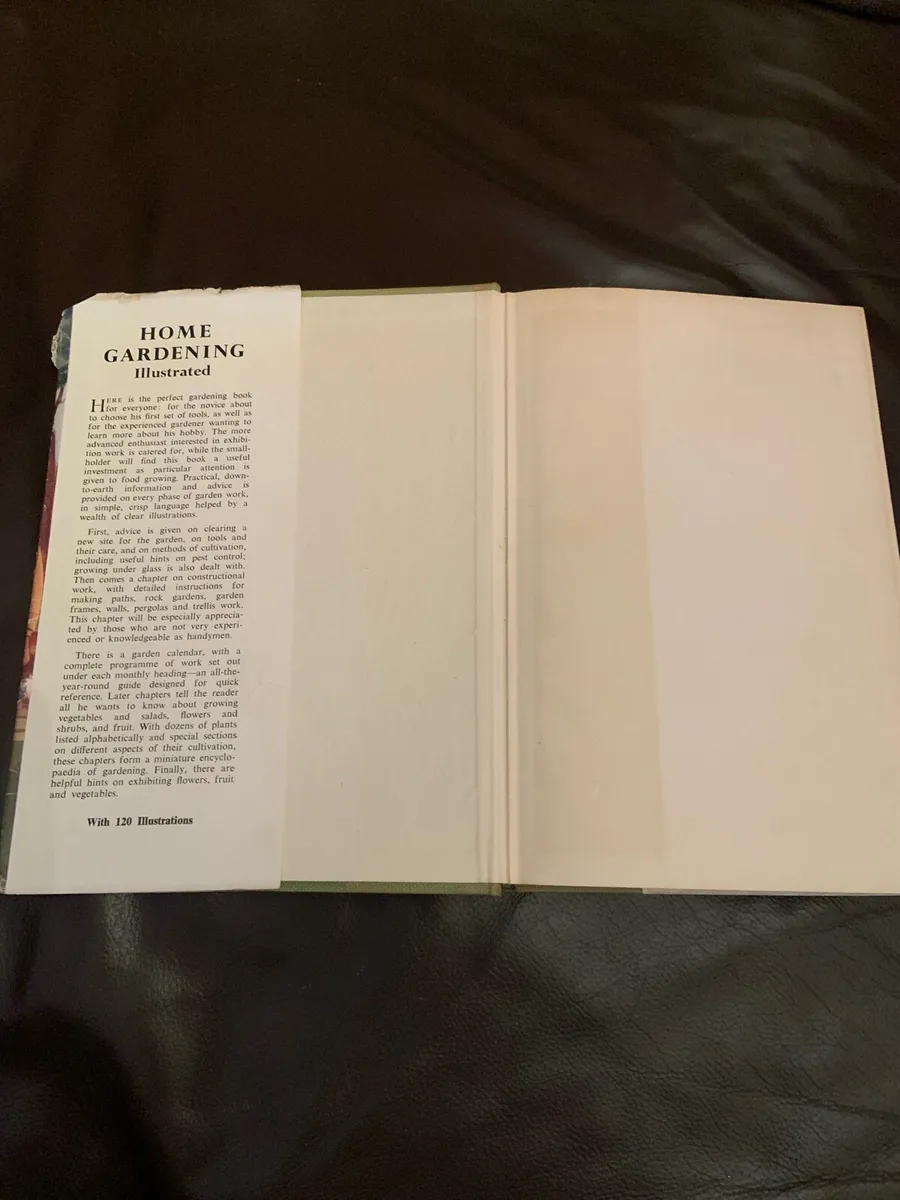 HOME
GARDENING
Illustrated
HERE is the perfect gardening book
for everyone: for the novice about
to choose his first set of tools, as well as
for the experienced gardener wanting to
learn more about his hobby. The more
advanced enthusiast interested in exhibi-
tion work is catered for, while the small-
holder will find this book a useful
investment as particular attention is
given to food growing. Practical, down-
to-earth information and advice is
provided on every phase of garden work,
in simple, crisp language helped by a
wealth of clear illustrations.
First, advice is given on clearing a
new site for the garden, on tools and
their care, and on methods of cultivation,
including useful hints on pest control;
growing under glass is also dealt with.
Then comes a chapter on constructional
work, with detailed instructions for
making paths, rock gardens, garden
frames, walls, pergolas and trellis work.
This chapter will be especially apprecia-
ted by those who are not very experi-
enced or knowledgeable as handymen.
There is a garden calendar, with a
complete programme of work set out
under each monthly heading—an all-the-
year-round guide designed for quick
reference. Later chapters tell the reader
all he wants to know about growing
vegetables and salads, flowers and
shrubs, and fruit. With dozens of plants
listed alphabetically and special sections
on different aspects of their cultivation,
these chapters form a miniature encyclo-
paedia of gardening. Finally, there are
helpful hints on exhibiting flowers, fruit
and vegetables.
With 120 Illustrations